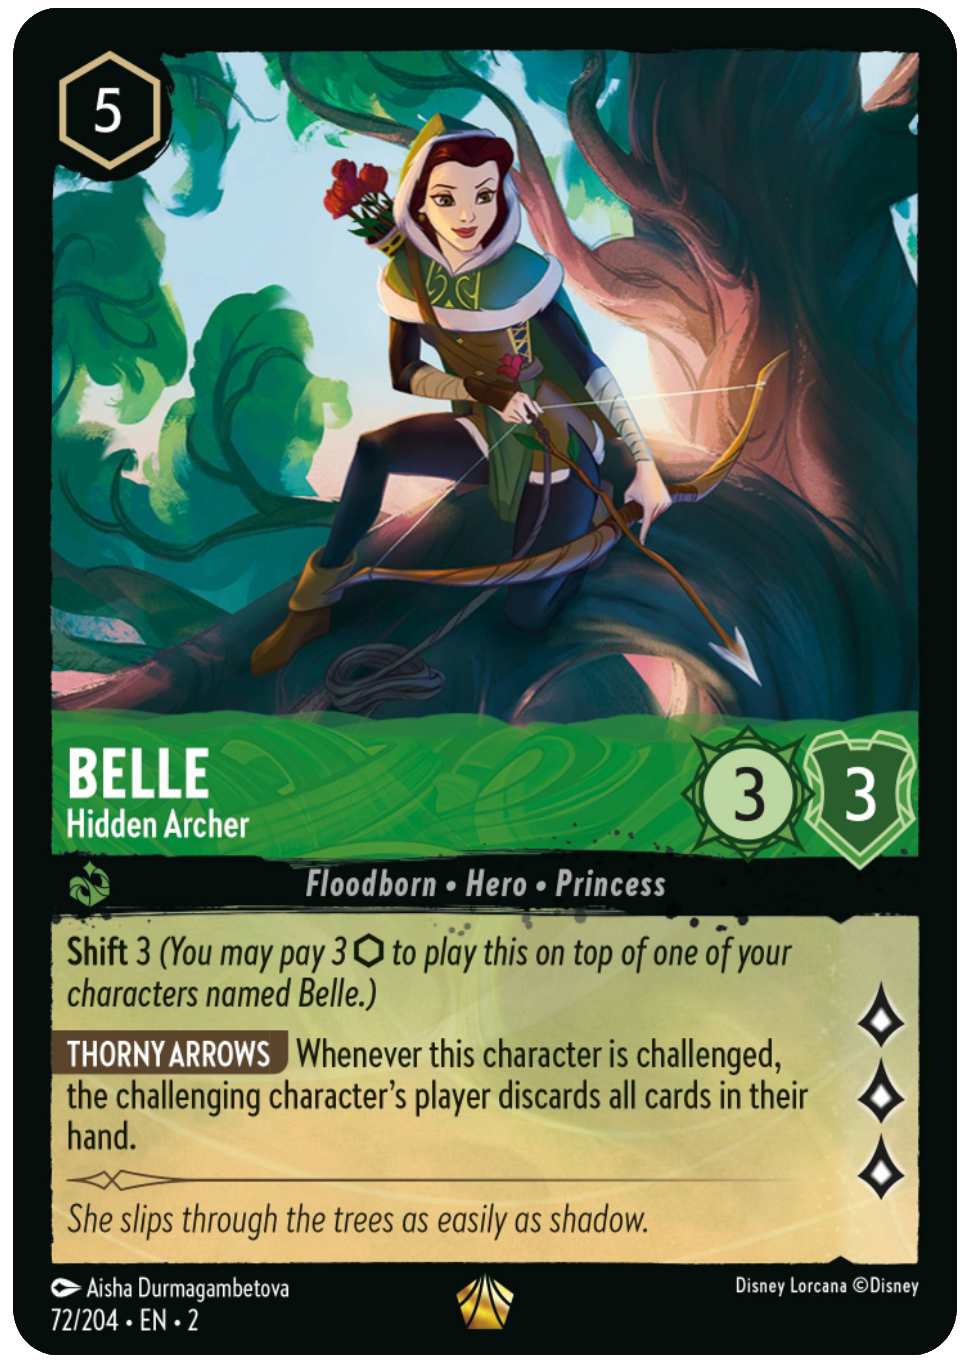 5
BELLE
Hidden Archer
3
3
Floodborn • Hero • Princess
Shift 3 (You may pay 3 ⬡ to play this on top of one of your
characters named Belle.)
THORNY ARROWS Whenever this character is challenged,
the challenging character’s player discards all cards in their
hand.
She slips through the trees as easily as shadow.
Aisha Durmagambetova
72/204 • EN • 2
Disney Lorcana ©Disney